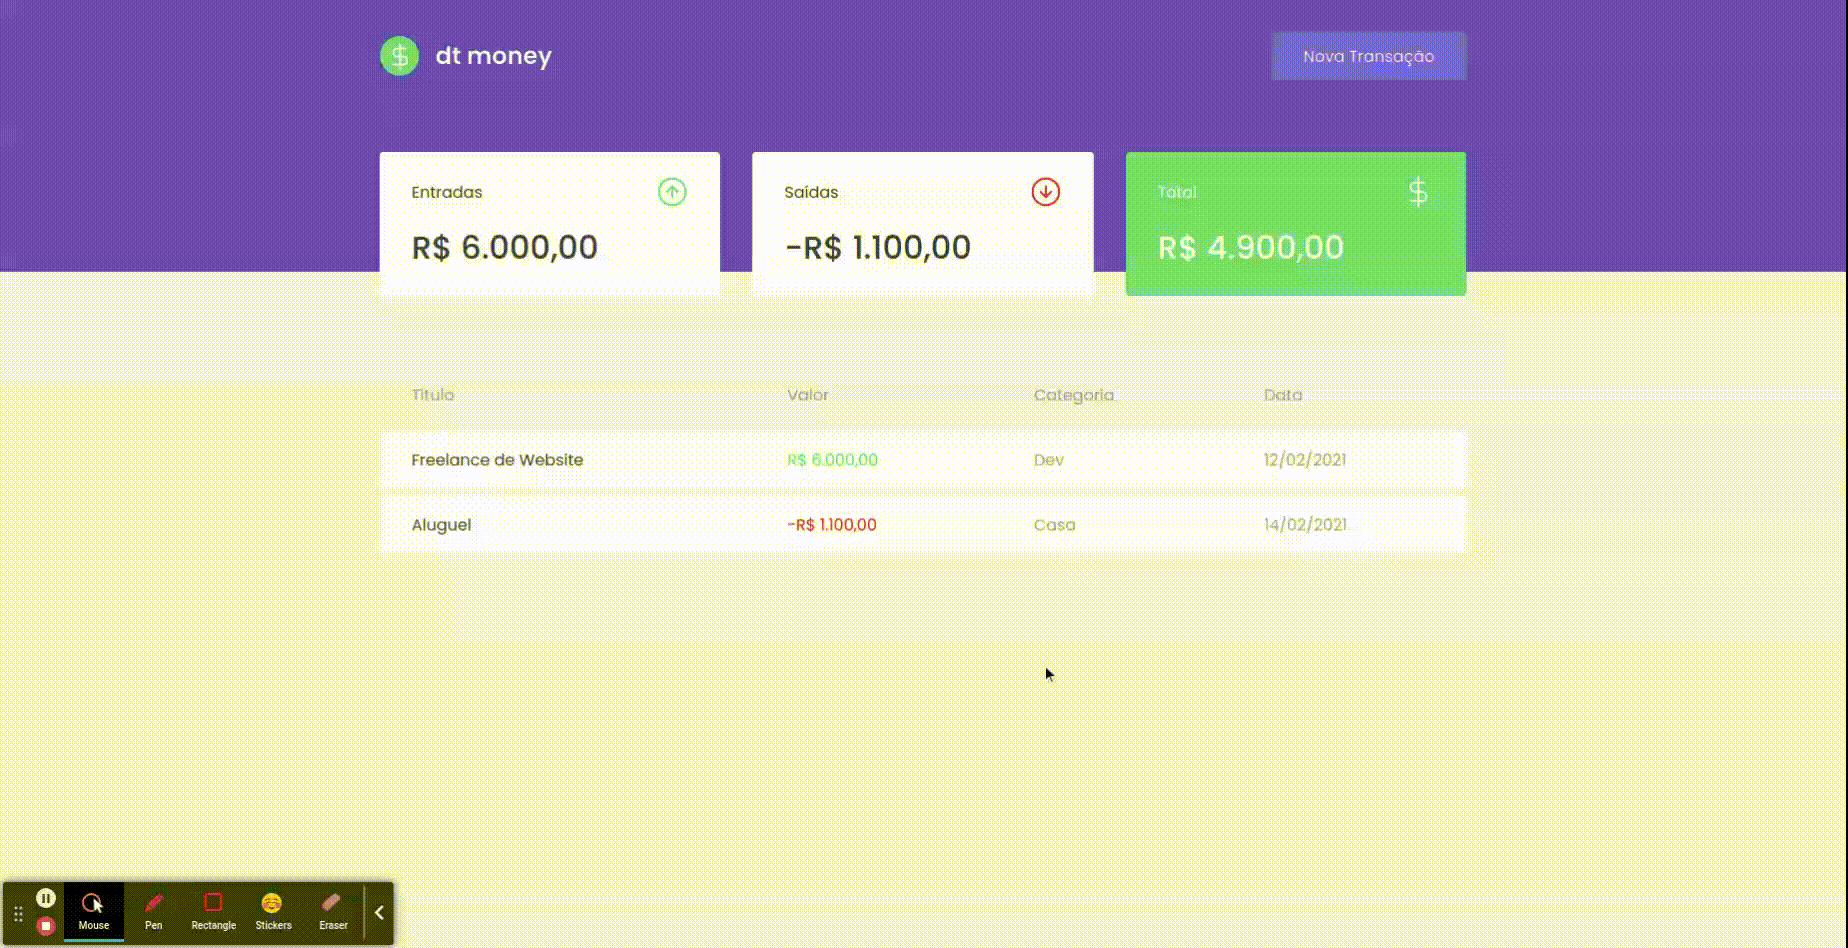 dt money
Nova Transação
Entradas
R$ 6.000,00
Saídas
-R$ 1.100,00
Total
R$ 4.900,00
Título Valor Categoria Data
Freelance de Website R$ 6.000,00 Dev 12/02/2021
Aluguel -R$ 1.100,00 Casa 14/02/2021
Mouse Pen Rectangle Stickers Eraser